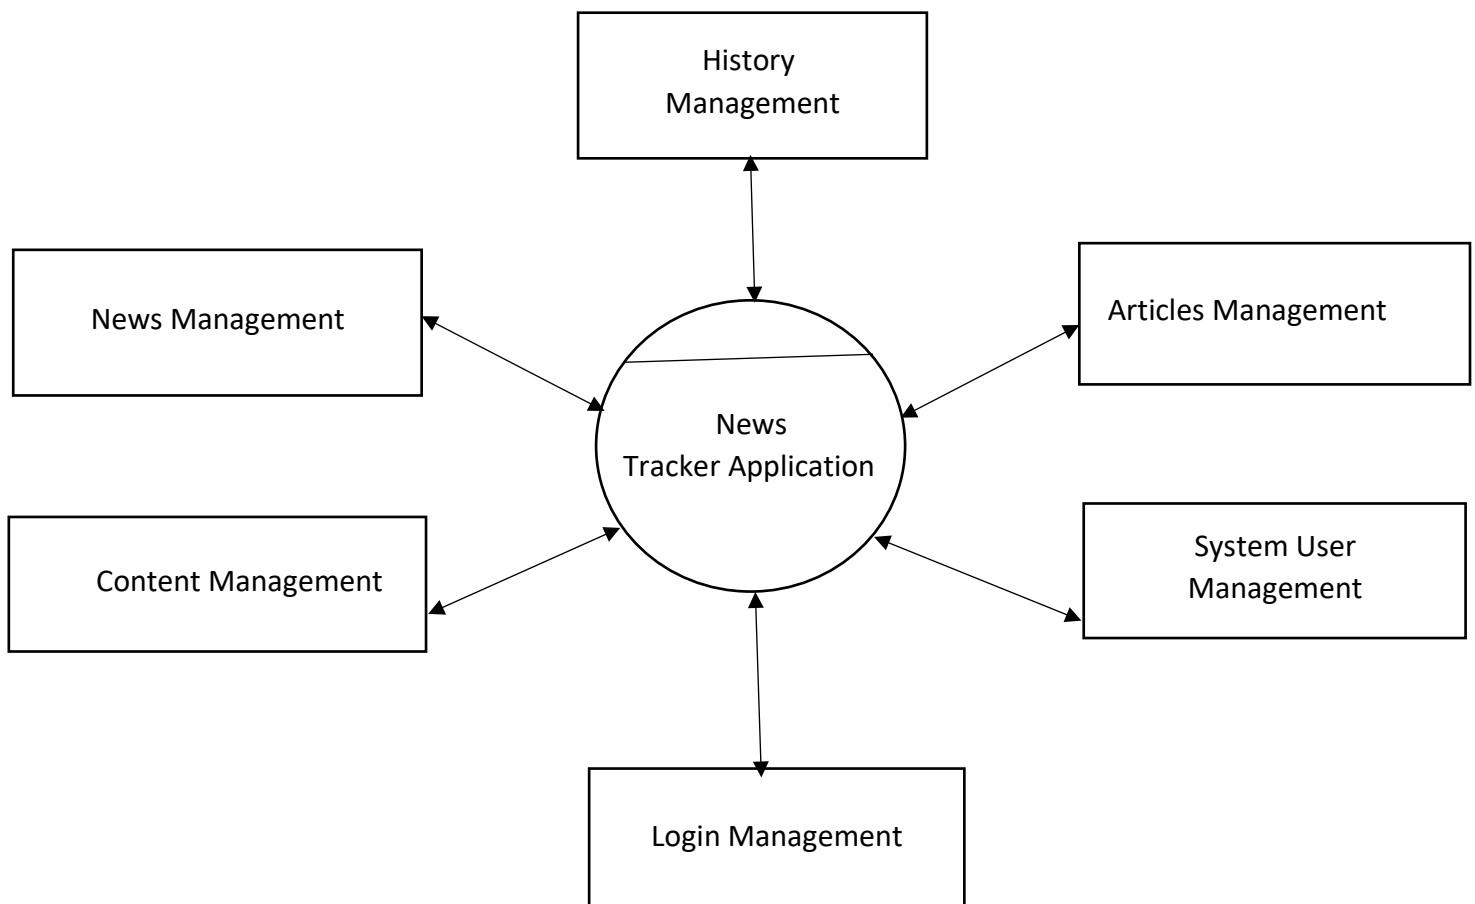 History
Management
News Management
Articles Management
News
Tracker Application
Content Management
System User
Management
Login Management